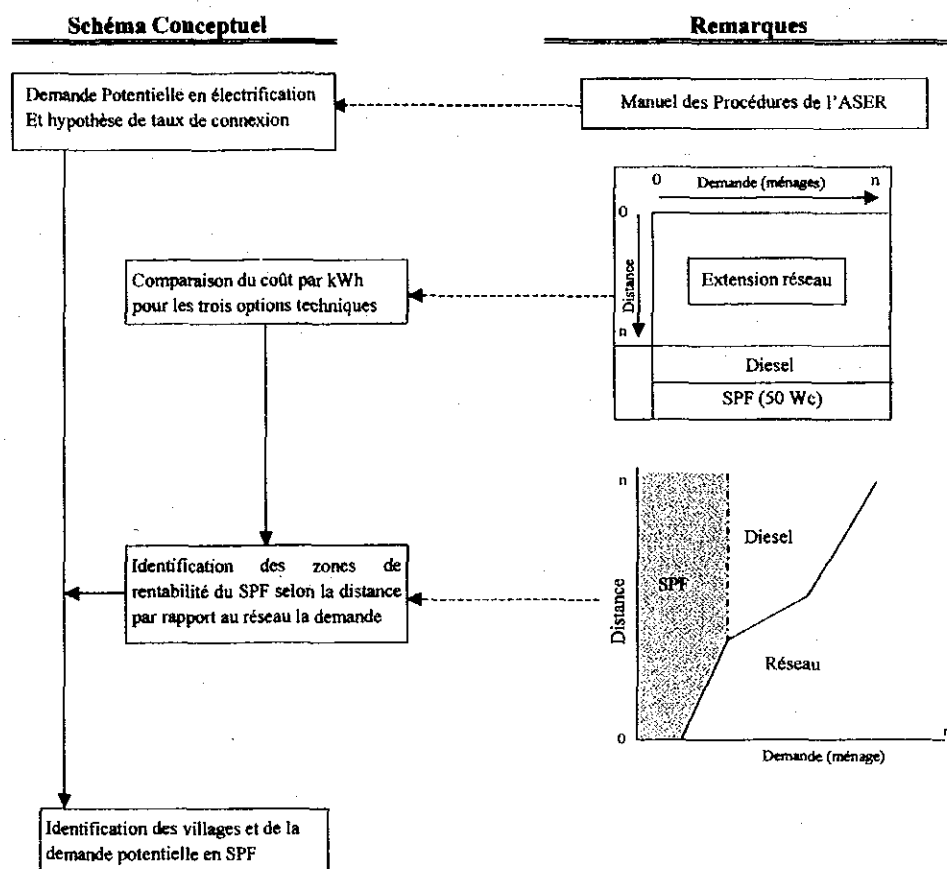 Schéma Conceptuel
Remarques
Demande Potentielle en électrification
Et hypothèse de taux de connexion
Manuel des Procédures de l'ASER
0 Demande (ménages) n
0
Distance
n
Extension réseau
Diesel
SPF (50 Wc)
Comparaison du coût par kWh
pour les trois options techniques
Identification des zones de
rentabilité du SPF selon la distance
par rapport au réseau la demande
n
Distance
0
SPF
Diesel
Réseau
Demande (ménage)
Identification des villages et de la
demande potentielle en SPF